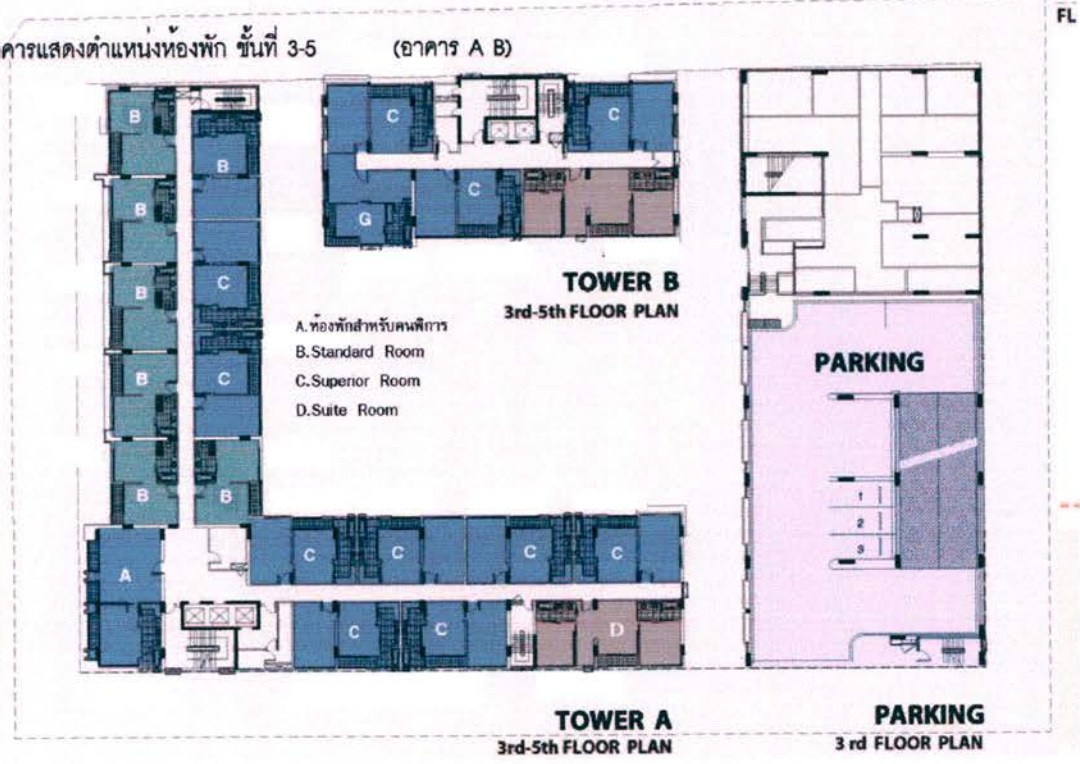 FL
คารแสดงตำแหน่งห้องพัก ชั้นที่ 3-5 (อาคาร A B)
B
B
B
B
B
B
B
C
C
A
C
C
G
C
TOWER B
3rd-5th FLOOR PLAN
A.ห้องพักสำหรับคนพิการ
B.Standard Room
C.Superior Room
D.Suite Room
C
C
C
C
C
C
D
PARKING
1
2
3
TOWER A
3rd-5th FLOOR PLAN
PARKING
3 rd FLOOR PLAN